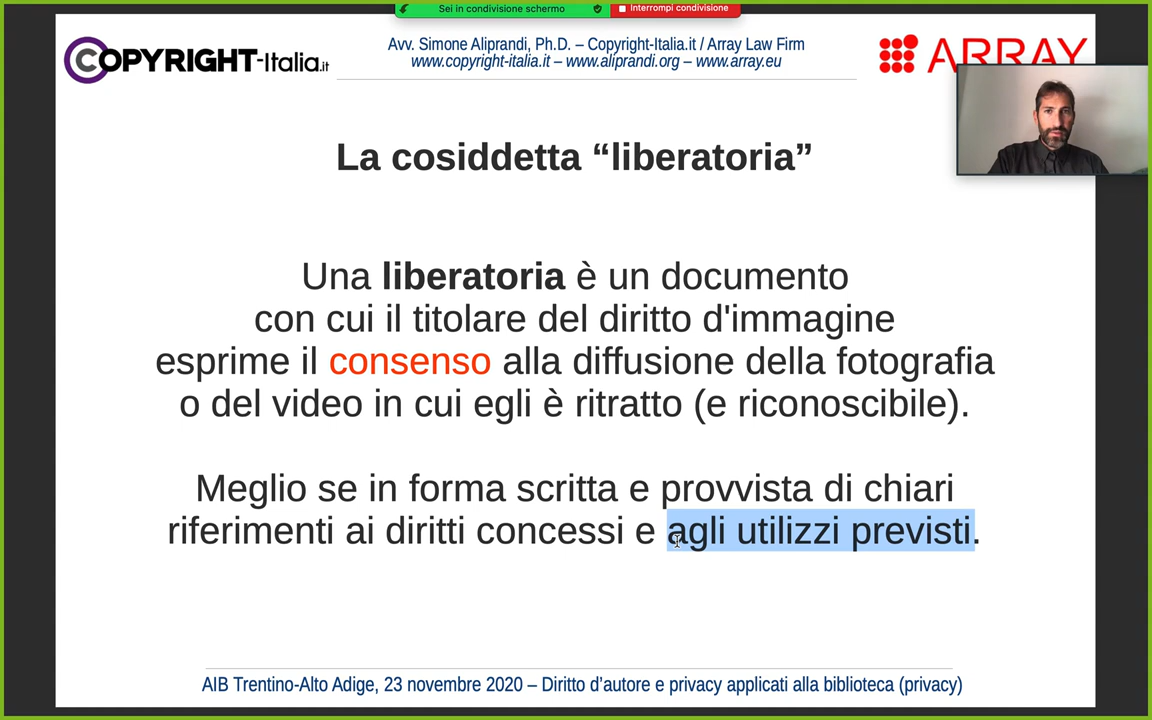 Sei in condivisione schermo
Interrompi condivisione
COPYRIGHT-Italia.it
Avv. Simone Aliprandi, Ph.D. – Copyright-Italia.it / Array Law Firm
www.copyright-italia.it – www.aliprandi.org – www.array.eu
ARRAY
La cosiddetta “liberatoria”
Una liberatoria è un documento
con cui il titolare del diritto d'immagine
esprime il consenso alla diffusione della fotografia
o del video in cui egli è ritratto (e riconoscibile).
Meglio se in forma scritta e provvista di chiari
riferimenti ai diritti concessi e agli utilizzi previsti.
AIB Trentino-Alto Adige, 23 novembre 2020 – Diritto d’autore e privacy applicati alla biblioteca (privacy)